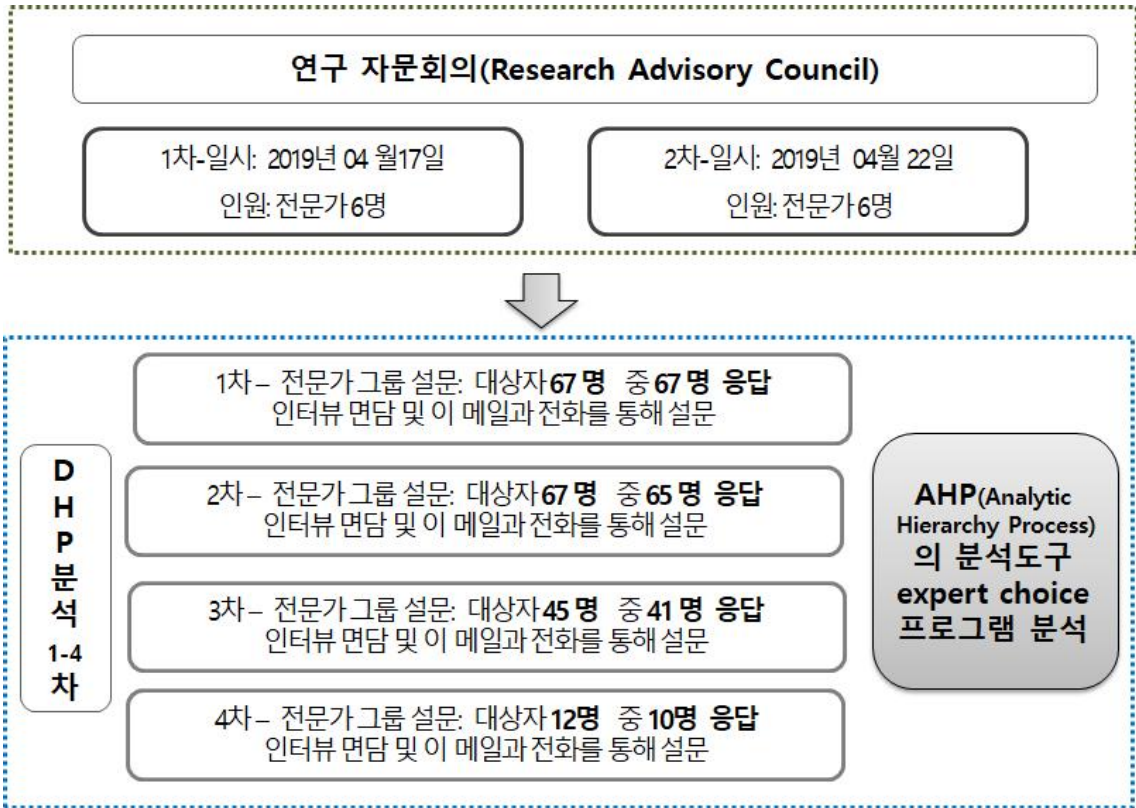 연구 자문회의(Research Advisory Council)
1차-일시: 2019년 04 월17일
인원: 전문가 6명
2차-일시: 2019년 04월 22일
인원: 전문가 6명
D
H
P
분
석
1-4
차
1차 – 전문가 그룹 설문: 대상자 67 명 중 67 명 응답
인터뷰 면담 및 이 메일과 전화를 통해 설문
2차 – 전문가 그룹 설문: 대상자 67 명 중 65 명 응답
인터뷰 면담 및 이 메일과 전화를 통해 설문
3차 – 전문가 그룹 설문: 대상자 45 명 중 41 명 응답
인터뷰 면담 및 이 메일과 전화를 통해 설문
4차 – 전문가 그룹 설문: 대상자 12명 중 10명 응답
인터뷰 면담 및 이 메일과 전화를 통해 설문
AHP(Analytic
Hierarchy Process)
의 분석도구
expert choice
프로그램 분석